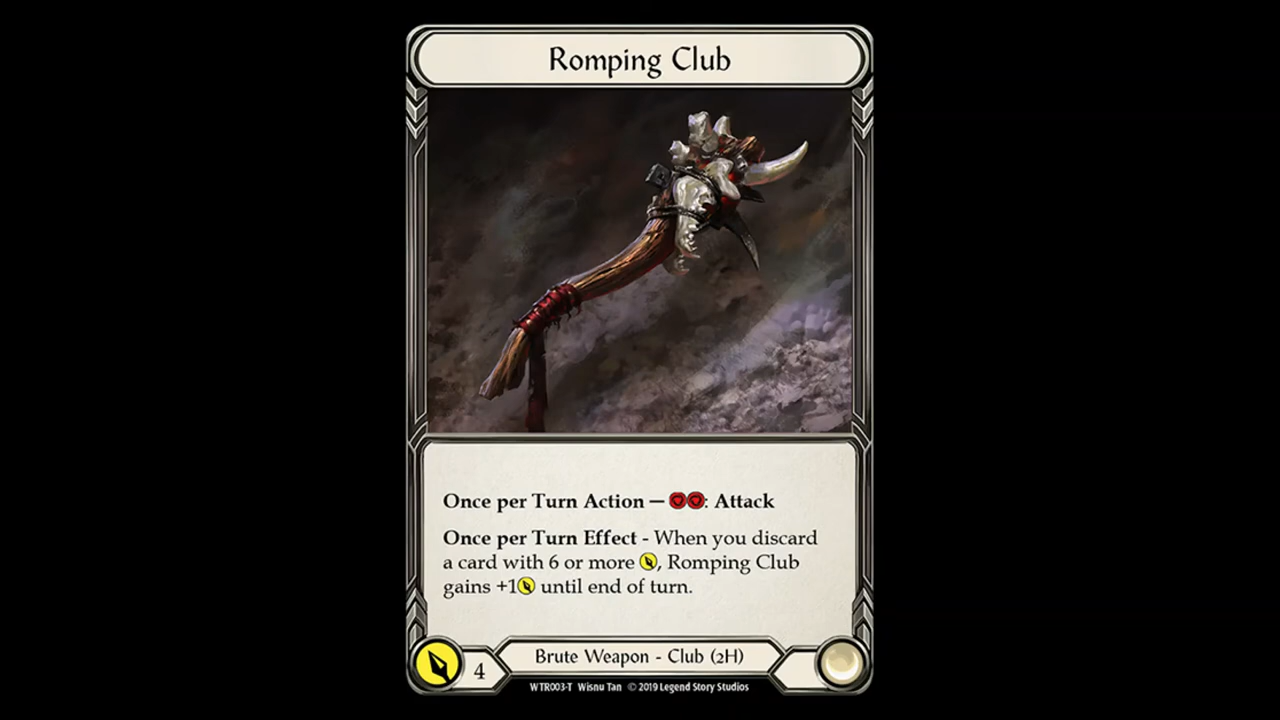 Romping Club
Once per Turn Action — : Attack
Once per Turn Effect - When you discard
a card with 6 or more , Romping Club
gains +1 until end of turn.
4
Brute Weapon - Club (2H)
WTR003-T Wisnu Tan © 2019 Legend Story Studios